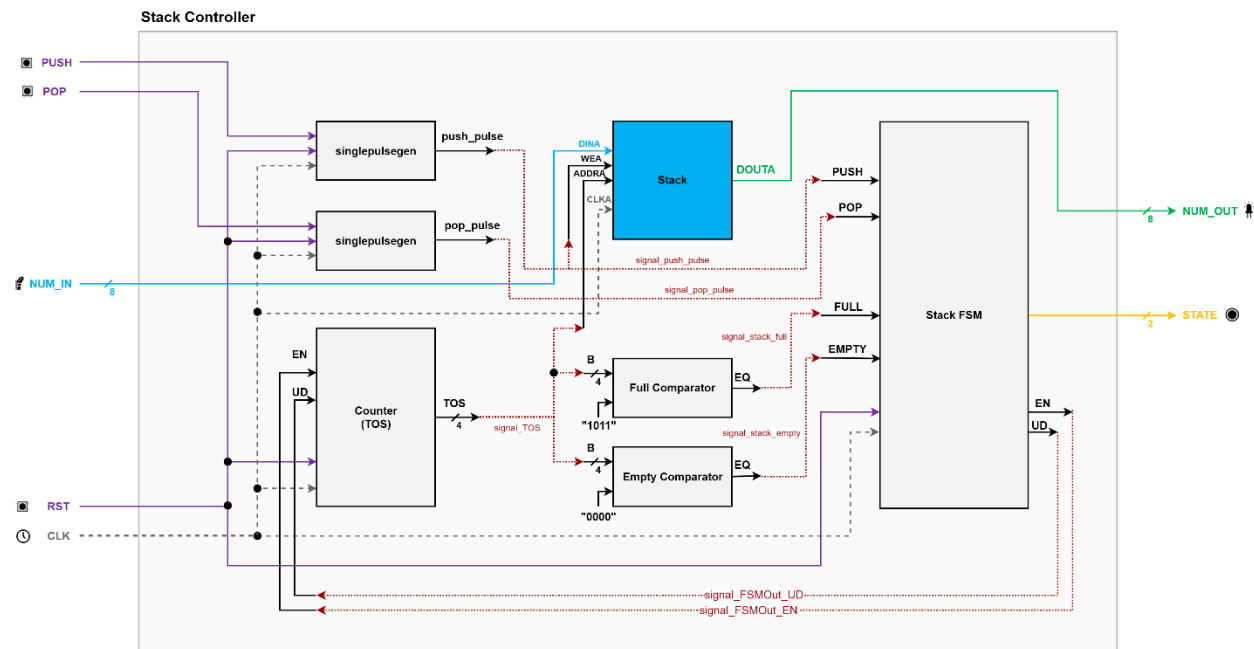 Stack Controller
PUSH
POP
singlepulsegen
push_pulse
singlepulsegen
pop_pulse
DINA
WEA
ADDRA
CLKA
Stack
DOUTA
PUSH
POP
FULL
EMPTY
Stack FSM
EN
UD
8
NUM_OUT
2
STATE
signal_push_pulse
signal_pop_pulse
NUM_IN
8
EN
UD
Counter
(TOS)
TOS
4
signal_TOS
B
4
Full Comparator
EQ
"1011"
signal_stack_full
B
4
Empty Comparator
EQ
"0000"
signal_stack_empty
RST
CLK
signal_FSMOut_UD
signal_FSMOut_EN